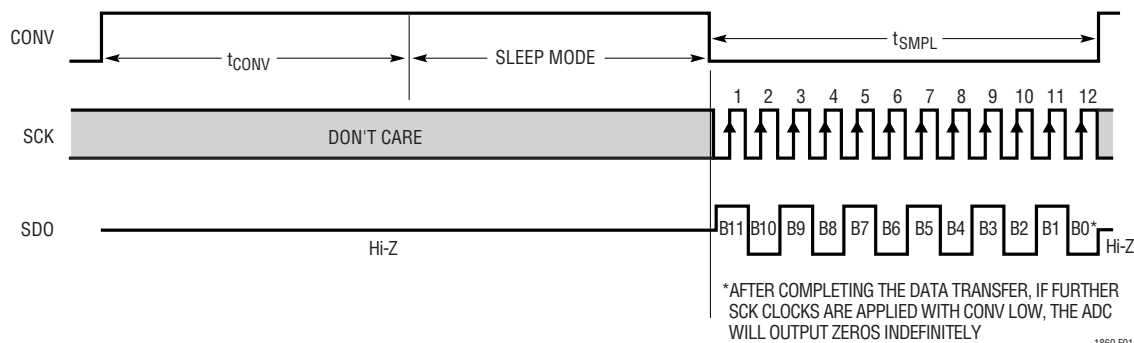 CONV
tCONV
SLEEP MODE
tSMPL
SCK
DON'T CARE
1 2 3 4 5 6 7 8 9 10 11 12
SDO
Hi-Z
B11 B10 B9 B8 B7 B6 B5 B4 B3 B2 B1 B0*
Hi-Z
*AFTER COMPLETING THE DATA TRANSFER, IF FURTHER
SCK CLOCKS ARE APPLIED WITH CONV LOW, THE ADC
WILL OUTPUT ZEROS INDEFINITELY
1860 F01